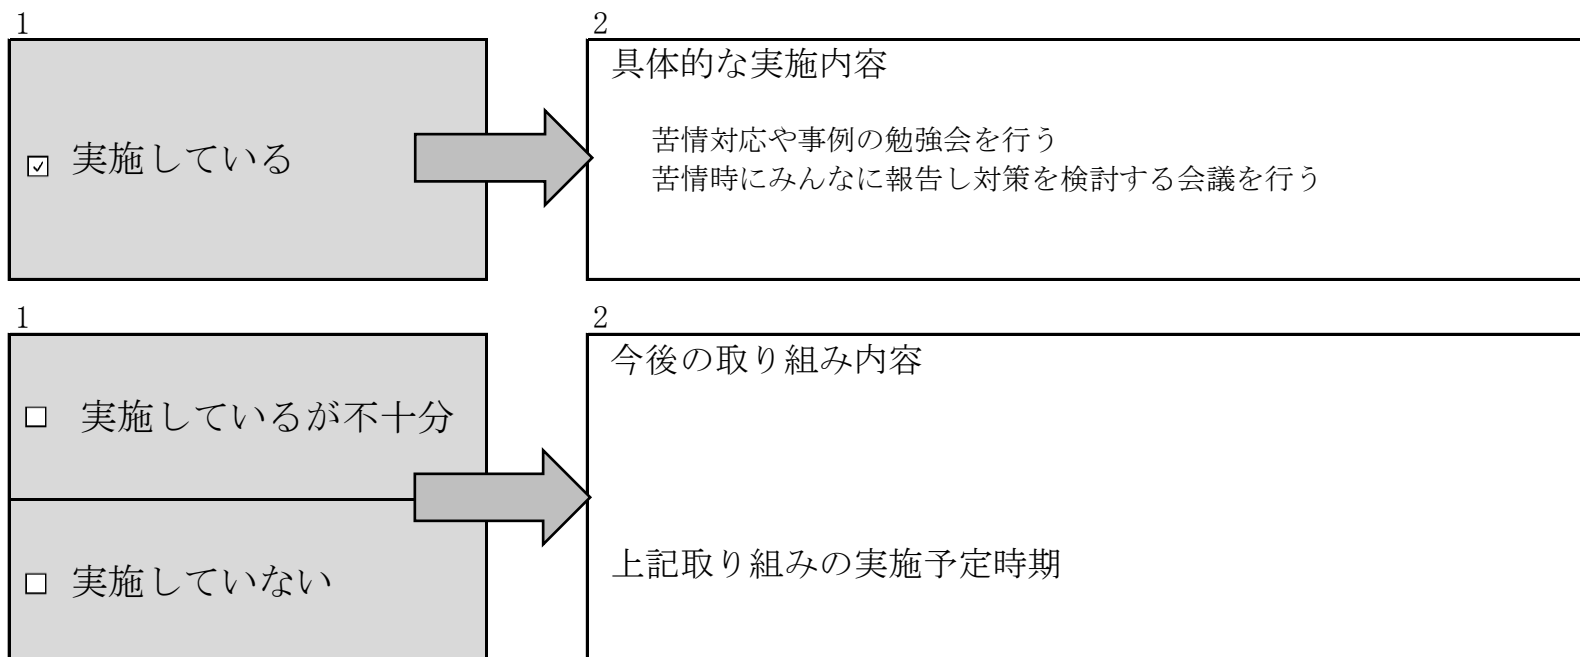 1
☑ 実施している
2
具体的な実施内容
苦情対応や事例の勉強会を行う
苦情時にみんなに報告し対策を検討する会議を行う
1
□ 実施しているが不十分
□ 実施していない
2
今後の取り組み内容
上記取り組みの実施予定時期